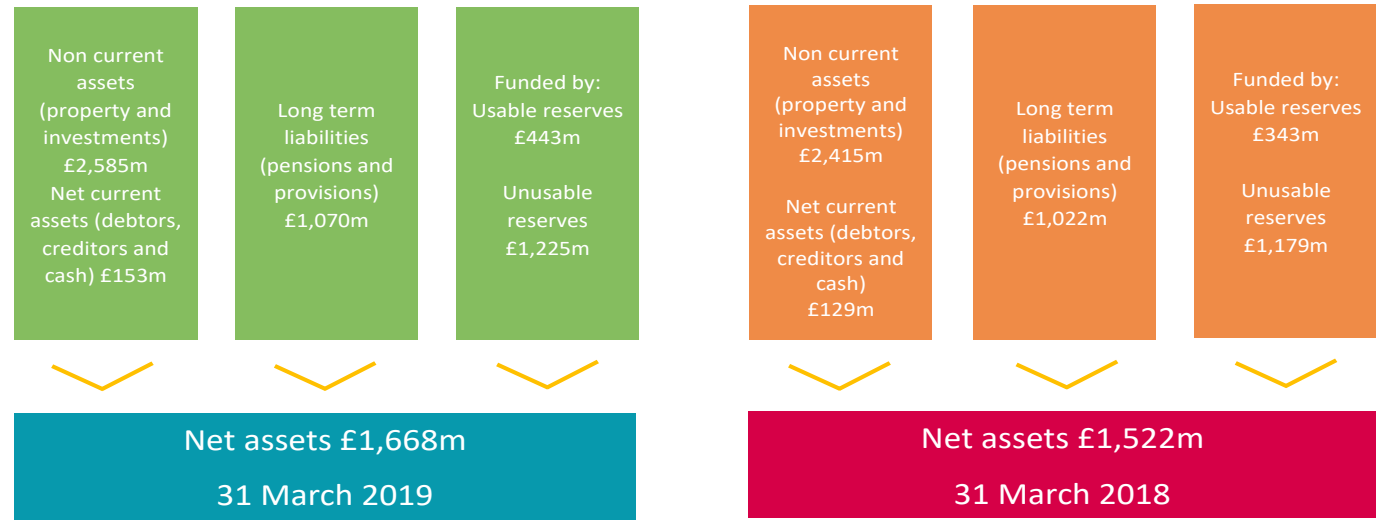 Non current
assets
(property and
investments)
£2,585m
Net current
assets (debtors,
creditors and
cash) £153m
Long term
liabilities
(pensions and
provisions)
£1,070m
Funded by:
Usable reserves
£443m
Unusable
reserves
£1,225m
Net assets £1,668m
31 March 2019
Non current
assets
(property and
investments)
£2,415m
Net current
assets (debtors,
creditors and
cash)
£129m
Long term
liabilities
(pensions and
provisions)
£1,022m
Funded by:
Usable reserves
£343m
Unusable
reserves
£1,179m
Net assets £1,522m
31 March 2018